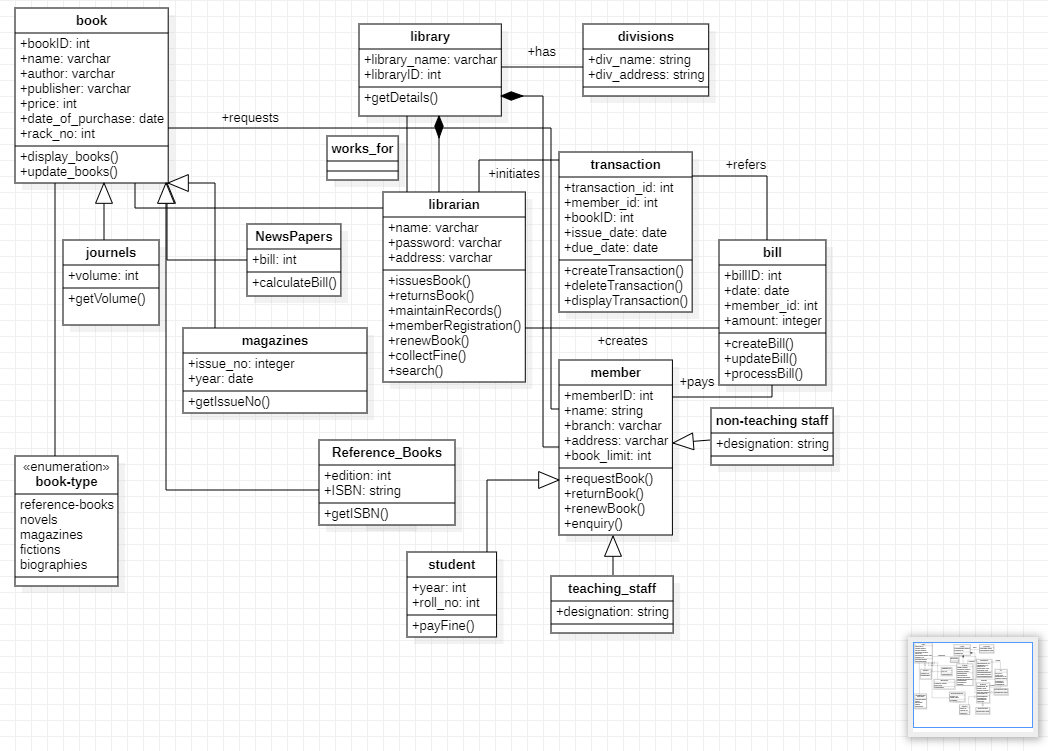 book
+bookID: int
+name: varchar
+author: varchar
+publisher: varchar
+price: int
+date_of_purchase: date
+rack_no: int
+display_books()
+update_books()
library
+library_name: varchar
+libraryID: int
+getDetails()
+has
divisions
+div_name: string
+div_address: string
+requests
works_for
+initiates
transaction
+transaction_id: int
+member_id: int
+bookID: int
+issue_date: date
+due_date: date
+createTransaction()
+deleteTransaction()
+displayTransaction()
+refers
librarian
+name: varchar
+password: varchar
+address: varchar
+issuesBook()
+returnsBook()
+maintainRecords()
+memberRegistration()
+renewBook()
+collectFine()
+search()
journels
+volume: int
+getVolume()
NewsPapers
+bill: int
+calculateBill()
bill
+billID: int
+date: date
+member_id: int
+amount: integer
+createBill()
+updateBill()
+processBill()
magazines
+issue_no: integer
+year: date
+getIssueNo()
+creates
member
+memberID: int
+name: string
+branch: varchar
+address: varchar
+book_limit: int
+requestBook()
+returnBook()
+renewBook()
+enquiry()
+pays
non-teaching staff
+designation: string
«enumeration»
book-type
reference-books
novels
magazines
fictions
biographies
Reference_Books
+edition: int
+ISBN: string
+getISBN()
student
+year: int
+roll_no: int
+payFine()
teaching_staff
+designation: string